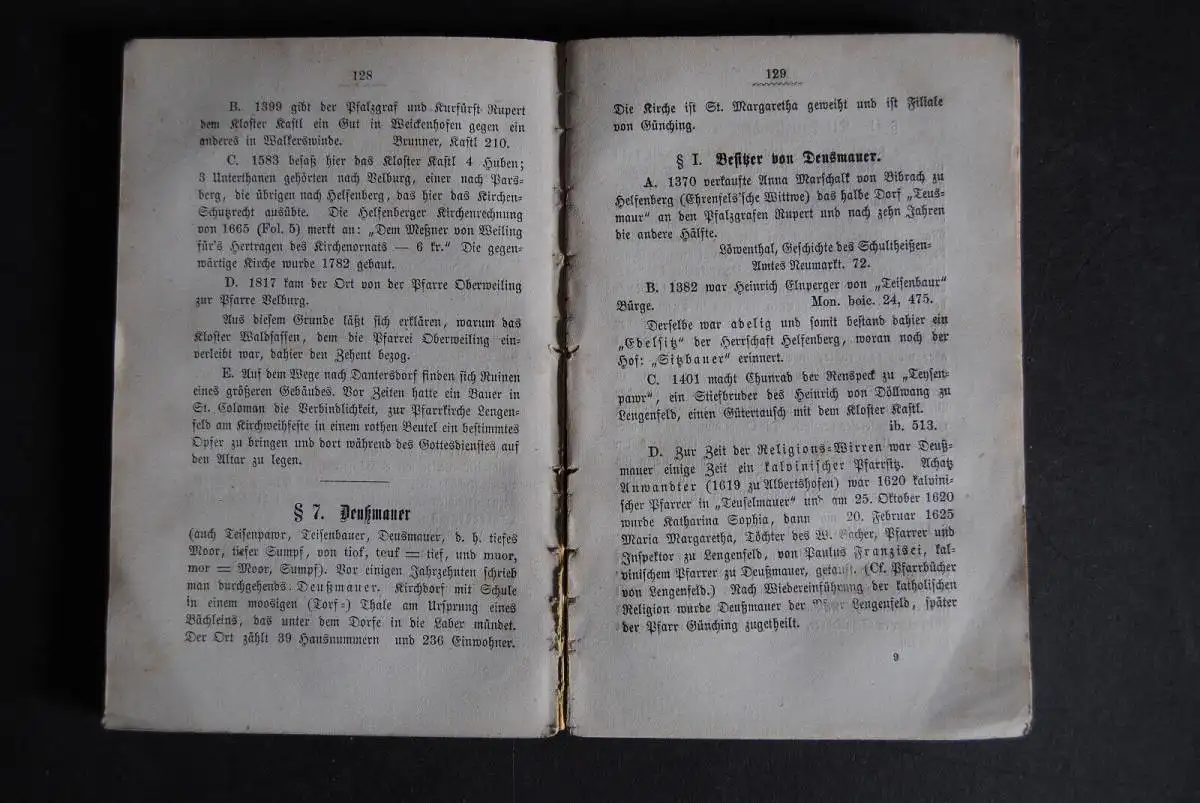 128
B. 1399 gibt der Pfalzgraf und Kurfürst Rupert
dem Kloster Kastl ein Gut in Weickenhofen gegen ein
anderes in Walkerswinde. Brunner, Kastl 210.
C. 1583 besaß hier das Kloster Kastl 4 Huben;
3 Unterthanen gehörten nach Velburg, einer nach Pars-
berg, die übrigen nach Helfenberg, das hier das Kirchen-
Schutzrecht ausübte. Die Helfenberger Kirchenrechnung
von 1665 (Fol. 5) merkt an: „Dem Meßner von Weiling
für's Hertragen des Kirchenornats — 6 kr." Die gegen-
wärtige Kirche wurde 1782 gebaut.
D. 1817 kam der Ort von der Pfarre Oberweiling
zur Pfarre Velburg.
Aus diesem Grunde läßt sich erklären, warum das
Kloster Waldsassen, dem die Pfarrei Oberweiling ein-
verleibt war, dahier den Zehent bezog.
E. Auf dem Wege nach Dantersdorf finden sich Ruinen
eines größeren Gebäudes. Vor Zeiten hatte ein Bauer in
St. Coloman die Verbindlichkeit, zur Pfarrkirche Lengen-
feld am Kirchweihfeste in einem rothen Beutel ein bestimmtes
Opfer zu bringen und dort während des Gottesdienstes auf
den Altar zu legen.
§ 7. Deußmauer
(auch Teisenpawr, Teisenbauer, Deusmauer, d. h. tiefes
Moor, tiefer Sumpf, von tiof, teuf = tief, und muor,
mor = Moor, Sumpf). Vor einigen Jahrzehnten schrieb
man durchgehends Deußmauer. Kirchdorf mit Schule
in einem moosigen (Torf-) Thale am Ursprung eines
Bächleins, das unter dem Dorfe in die Laber mündet.
Der Ort zählt 39 Hausnummern und 236 Einwohner.
129
Die Kirche ist St. Margaretha geweiht und ist Filiale
von Günching.
§ I. Besitzer von Deusmauer.
A. 1370 verkaufte Anna Marschalk von Bibrach zu
Helfenberg (Ehrenfels'sche Wittwe) das halbe Dorf „Teus-
maur" an den Pfalzgrafen Rupert und nach zehn Jahren
die andere Hälfte.
Löwenthal, Geschichte des Schultheißen-
Amtes Neumarkt. 72.
B. 1382 war Heinrich Elnperger von „Teisenbaur"
Bürge. Mon. boic. 24, 475.
Derselbe war adelig und somit bestand dahier ein
„Edelsitz" der Herrschaft Helfenberg, woran noch der
Hof: „Sitzbauer" erinnert.
C. 1401 macht Chunrad der Renspeck zu „Teysen-
pawr", ein Stiefbruder des Heinrich von Döllwang zu
Lengenfeld, einen Gütertausch mit dem Kloster Kastl.
ib. 513.
D. Zur Zeit der Religions-Wirren war Deuß-
mauer einige Zeit ein kalvinischer Pfarrsitz. Achatz
Anwandter (1619 zu Albertshofen) war 1620 kalvini-
scher Pfarrer in „Teufelmauer" und am 25. Oktober 1620
wurde Katharina Sophia, dann am 20. Februar 1625
Maria Margaretha, Töchter des W. Pfarrer und
Inspektor zu Lengenfeld, von Paulus Franzisci, kal-
vinischem Pfarrer zu Deußmauer, getauft. (Cf. Pfarrbücher
von Lengenfeld.) Nach Wiedereinführung der katholischen
Religion wurde Deußmauer der Pfarr Lengenfeld, später
der Pfarr Günching zugetheilt.
9